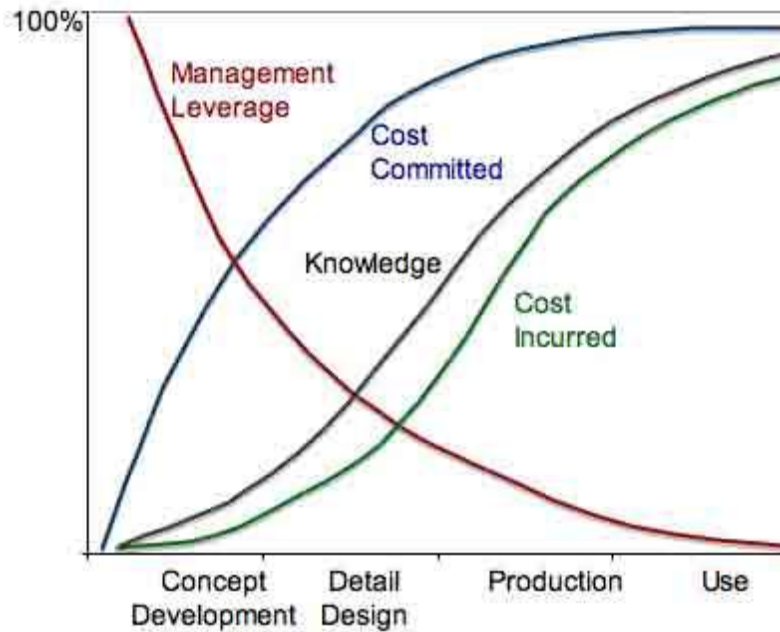 100%
Management
Leverage
Cost
Committed
Knowledge
Cost
Incurred
Concept
Development
Detail
Design
Production
Use